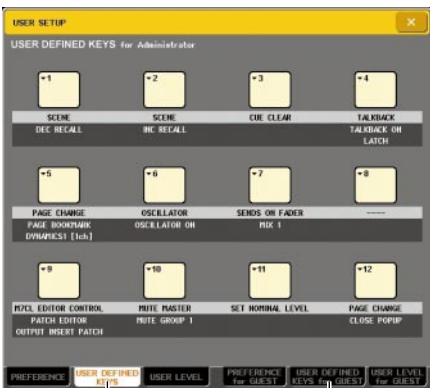 USER SETUP
×
USER DEFINED KEYS for Administrator
1
2
3
4
SCENE
SCENE
CUE CLEAR
TALKBACK
DEC RECALL
INC RECALL
TALKBACK ON
LATCH
5
6
7
8
PAGE CHANGE
OSCILLATOR
SENDS ON FADER
----
PAGE BOOKMARK
OSCILLATOR ON
MIX 1
DYNAMICS1 [1ch]
9
10
11
12
M7CL EDITOR CONTROL
MUTE MASTER
SET NOMINAL LEVEL
PAGE CHANGE
PATCH EDITOR
MUTE GROUP 1
CLOSE POPUP
OUTPUT INSERT PATCH
PREFERENCE
USER DEFINED
KEYS
USER LEVEL
PREFERENCE
for GUEST
USER DEFINED
KEYS for GUEST
USER LEVEL
for GUEST